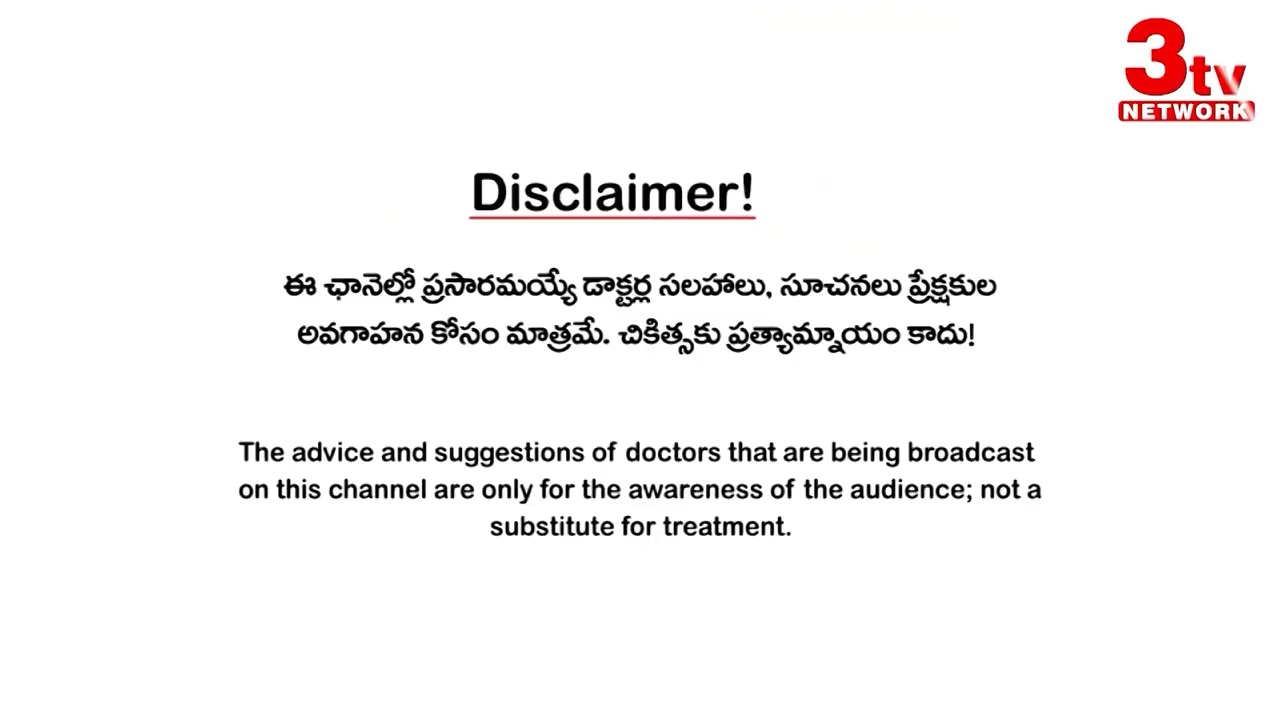 3tv
NETWORK
Disclaimer!
ఈ ఛానెల్లో ప్రసారమయ్యే డాక్టర్ల సలహాలు, సూచనలు ప్రేక్షకుల
అవగాహన కోసం మాత్రమే. చికిత్సకు ప్రత్యామ్నాయం కాదు!
The advice and suggestions of doctors that are being broadcast
on this channel are only for the awareness of the audience; not a
substitute for treatment.